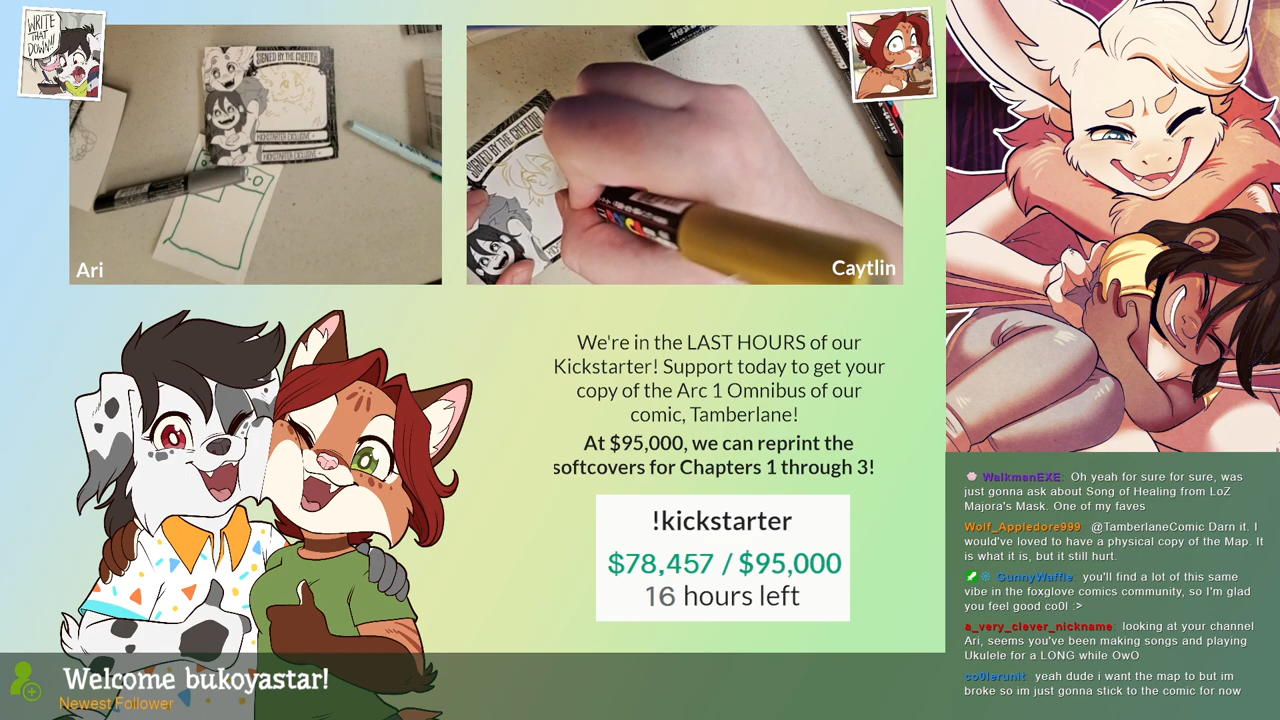 WRITE
THAT
DOWN!!
SIGNED BY THE CREATOR
KICKSTARTER EXCLUSIVE
KICKSTARTER EXCLUSIVE
Ari
SIGNED BY THE CREATOR
Caytlin
We're in the LAST HOURS of our
Kickstarter! Support today to get your
copy of the Arc 1 Omnibus of our
comic, Tamberlane!
At $95,000, we can reprint the
softcovers for Chapters 1 through 3!
!kickstarter
$78,457 / $95,000
16 hours left
Welcome bukoyastar!
Newest Follower
WalkmanEXE: Oh yeah for sure for sure, was
just gonna ask about Song of Healing from LoZ
Majora's Mask. One of my faves
Wolf_Appledore999: @TamberlaneComic Darn it. I
would've loved to have a physical copy of the Map. It
is what it is, but it still hurt.
GunnyWaffle: you'll find a lot of this same
vibe in the foxglove comics community, so I'm glad
you feel good co0l :>
a_very_clever_nickname: looking at your channel
Ari, seems you've been making songs and playing
Ukulele for a LONG while OwO
co0lerunit: yeah dude i want the map to but im
broke so im just gonna stick to the comic for now